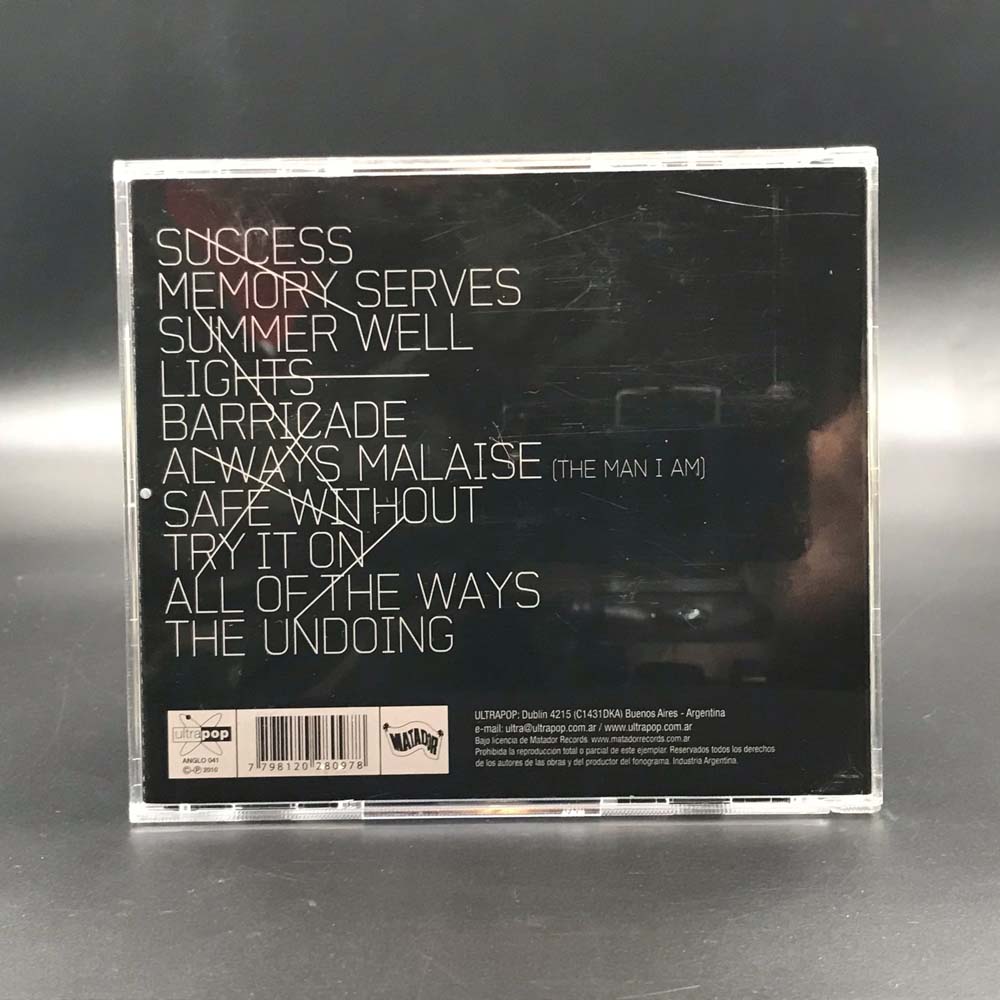 SUCCESS
MEMORY SERVES
SUMMER WELL
LIGHTS
BARRICADE
ALWAYS MALAISE (THE MAN I AM)
SAFE WITHOUT
TRY IT ON
ALL OF THE WAYS
THE UNDOING
ultrapop
ANGLO 041
©℗ 2010
7 798120 280978
MATADOR
ULTRAPOP: Dublin 4215 (C1431DKA) Buenos Aires - Argentina
e-mail: ultra@ultrapop.com.ar / www.ultrapop.com.ar
Bajo licencia de Matador Records. www.matadorrecords.com.ar
Prohibida la reproducción total o parcial de este ejemplar. Reservados todos los derechos
de los autores de las obras y del productor del fonograma. Industria Argentina.